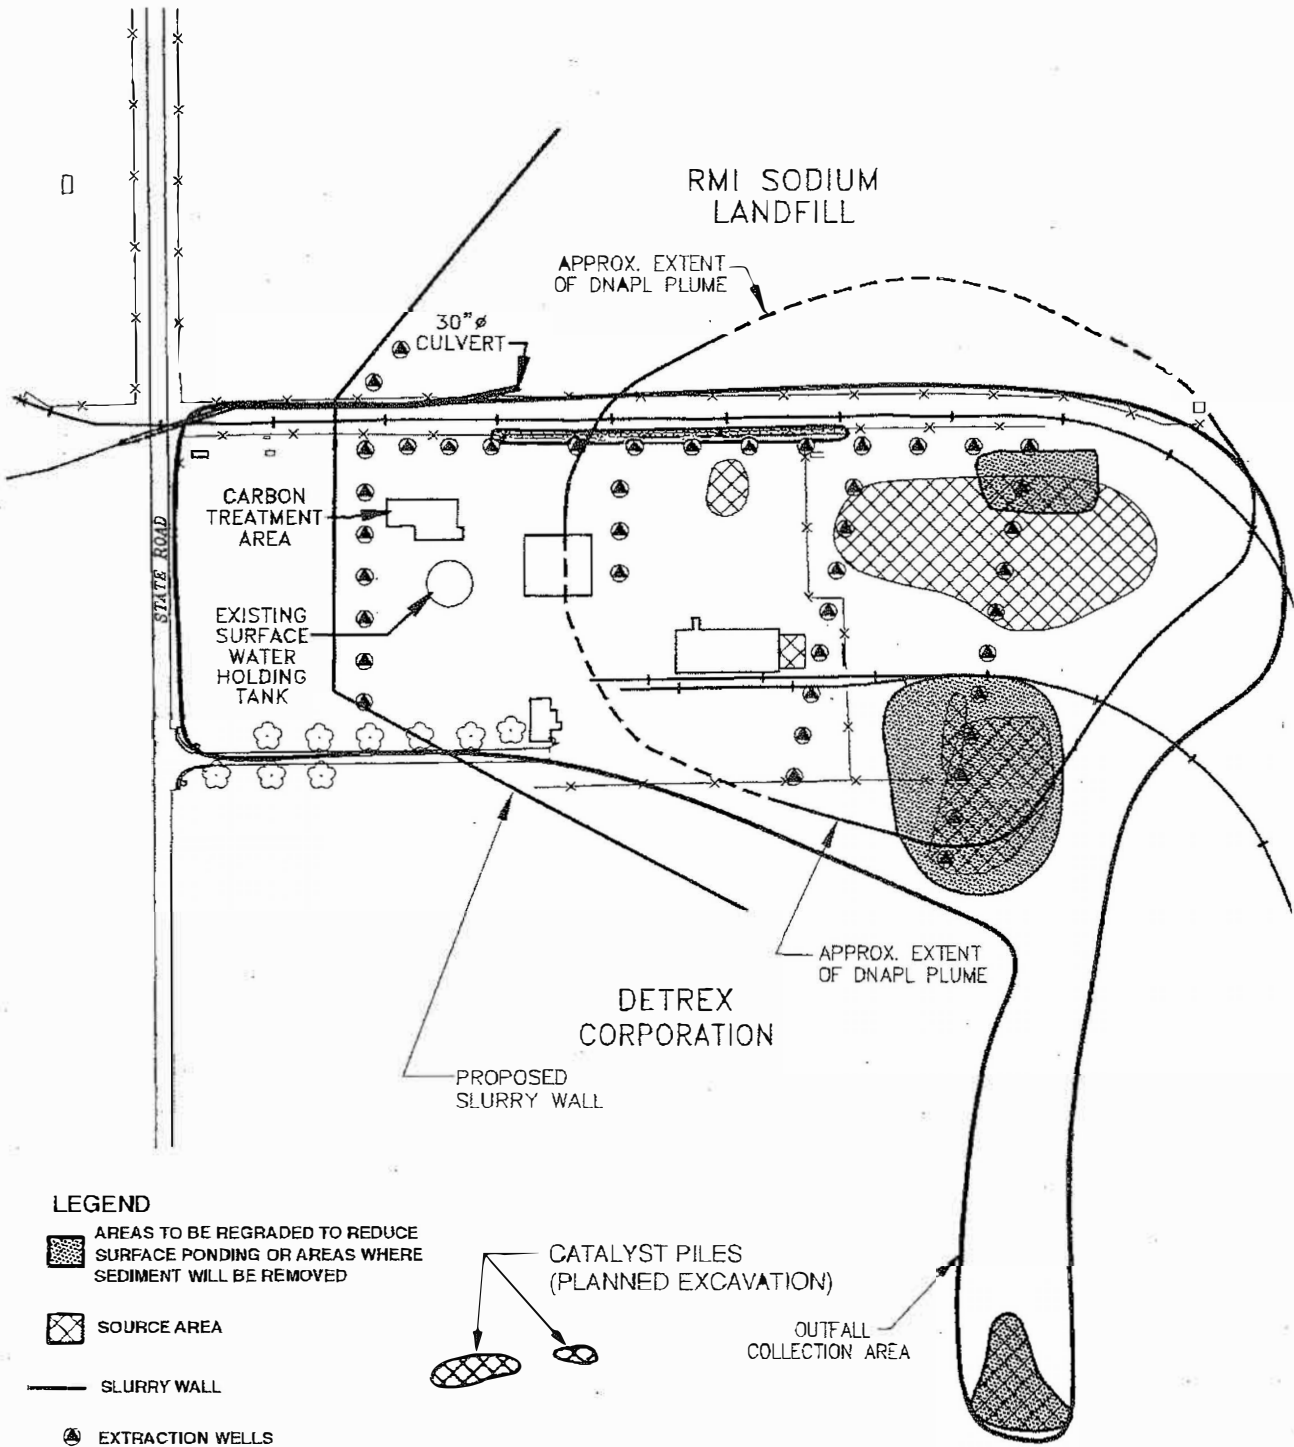 RMI SODIUM
LANDFILL
APPROX. EXTENT
OF DNAPL PLUME
30"ø
CULVERT
CARBON
TREATMENT
AREA
STATE ROAD
EXISTING
SURFACE
WATER
HOLDING
TANK
APPROX. EXTENT
OF DNAPL PLUME
DETREX
CORPORATION
PROPOSED
SLURRY WALL
LEGEND
AREAS TO BE REGRADED TO REDUCE
SURFACE PONDING OR AREAS WHERE
SEDIMENT WILL BE REMOVED
SOURCE AREA
SLURRY WALL
EXTRACTION WELLS
CATALYST PILES
(PLANNED EXCAVATION)
OUTFALL
COLLECTION AREA